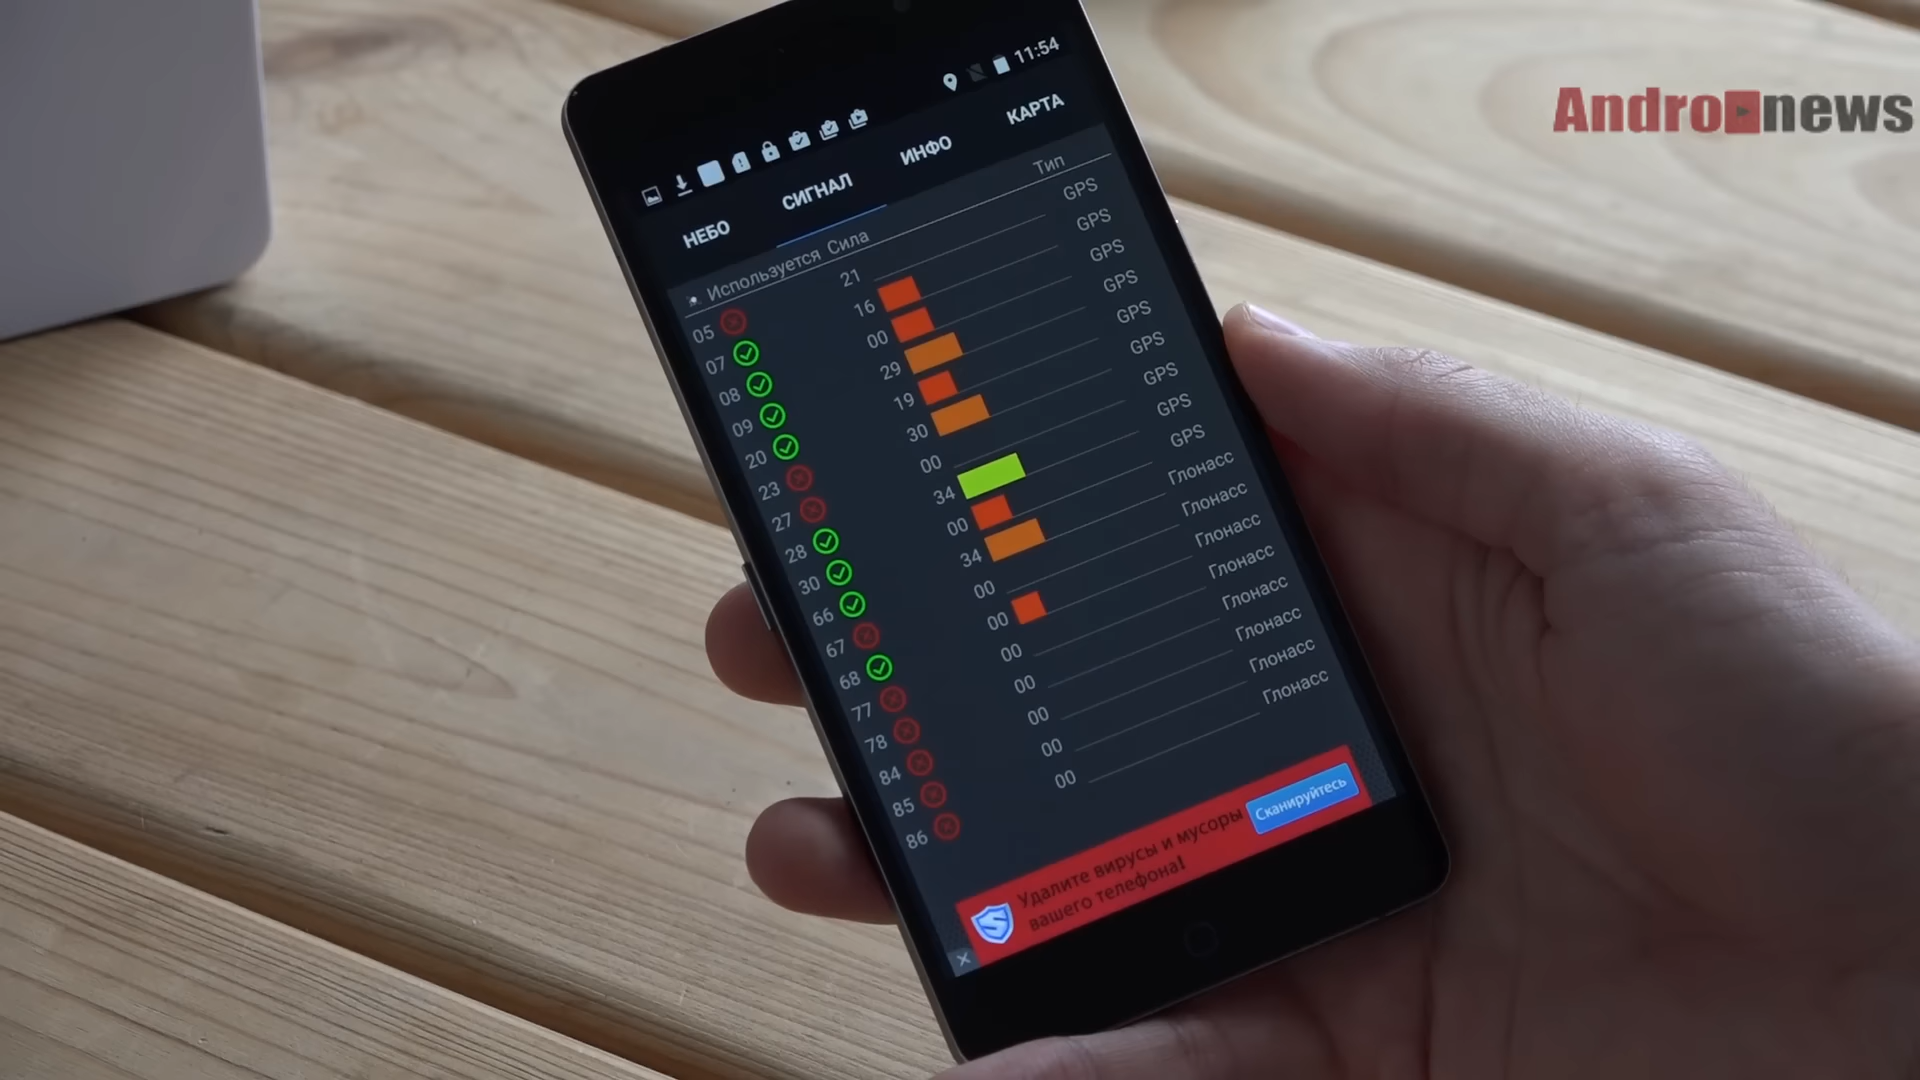 Andro news
11:54
НЕБО СИГНАЛ ИНФО КАРТА
Используется Сила Тип
05 21 GPS
07 16 GPS
08 00 GPS
09 29 GPS
20 19 GPS
23 30 GPS
27 00 GPS
28 34 GPS
30 00 GPS
66 34 Глонасс
67 00 Глонасс
68 00 Глонасс
77 00 Глонасс
78 00 Глонасс
84 00 Глонасс
85 00 Глонасс
86 00 Глонасс
Удалите вирусы и мусоры
вашего телефона!
Сканируйтесь